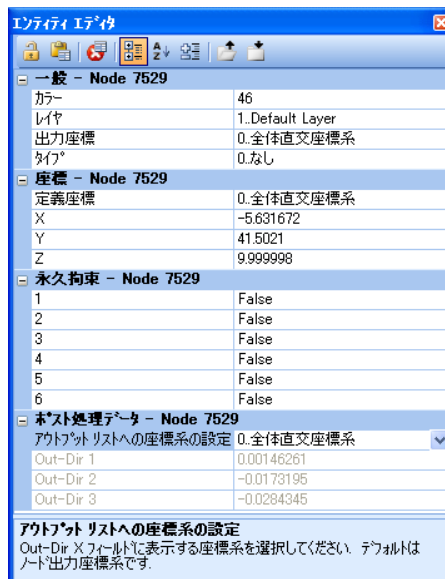 エンティティ エディタ
一般 - Node 7529
カラー 46
レイヤ 1..Default Layer
出力座標 0..全体直交座標系
タイプ 0..なし
座標 - Node 7529
定義座標 0..全体直交座標系
X -5.631672
Y 41.5021
Z 9.999998
永久拘束 - Node 7529
1 False
2 False
3 False
4 False
5 False
6 False
ポスト処理データ - Node 7529
アウトプット リストへの座標系の設定 0..全体直交座標系
Out-Dir 1 0.00146261
Out-Dir 2 -0.0173195
Out-Dir 3 -0.0284345
アウトプット リストへの座標系の設定
Out-Dir X フィールドに表示する座標系を選択してください. デフォルトは
ノード出力座標系です.